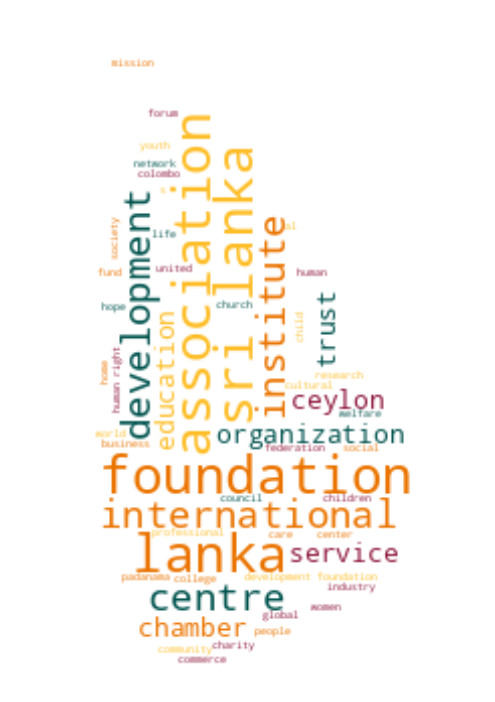 mission
forum
youth
network
colombo
s
association
sri lanka
development
institute
al
society
life
fund
united
human
hope
church
trust
child
education
home
human right
research
cultural
ceylon
welfare
world
business
organization
federation
social
foundation
council
children
international
professional
care
center
lanka
service
padanama
college
development foundation
industry
centre
women
global
chamber
people
community
charity
commerce